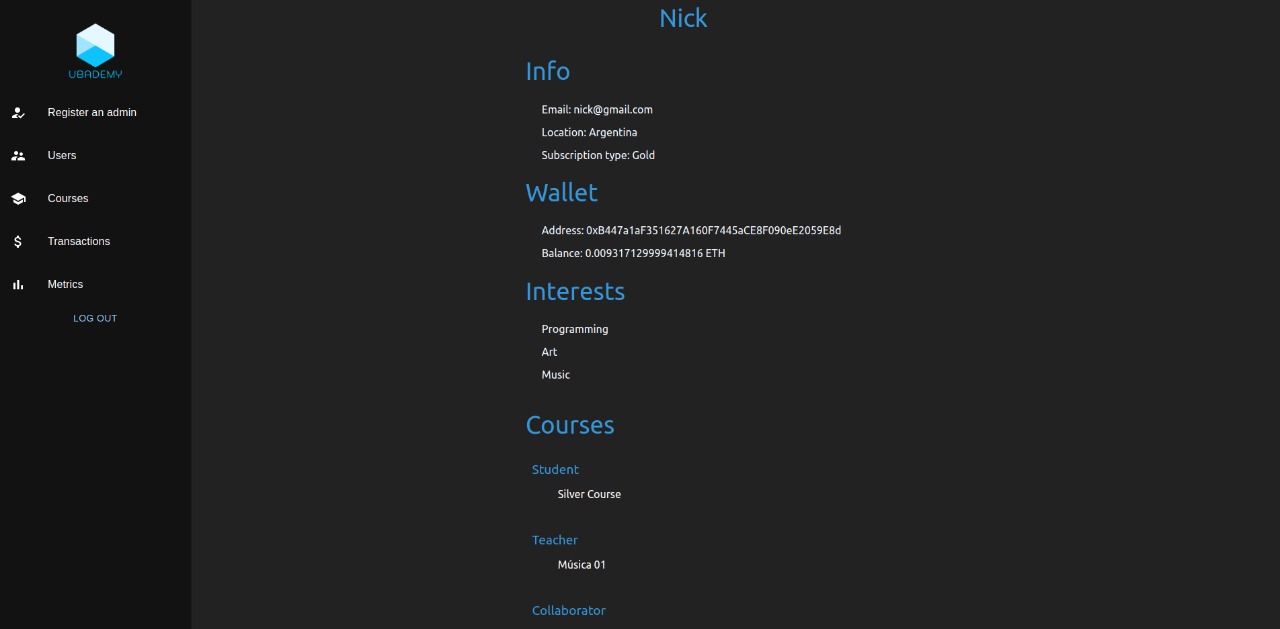 UBADEMY
Register an admin
Users
Courses
Transactions
Metrics
LOG OUT
Nick
Info
Email: nick@gmail.com
Location: Argentina
Subscription type: Gold
Wallet
Address: 0xB447a1aF351627A160F7445aCE8F090eE2059E8d
Balance: 0.009317129999414816 ETH
Interests
Programming
Art
Music
Courses
Student
Silver Course
Teacher
Música 01
Collaborator